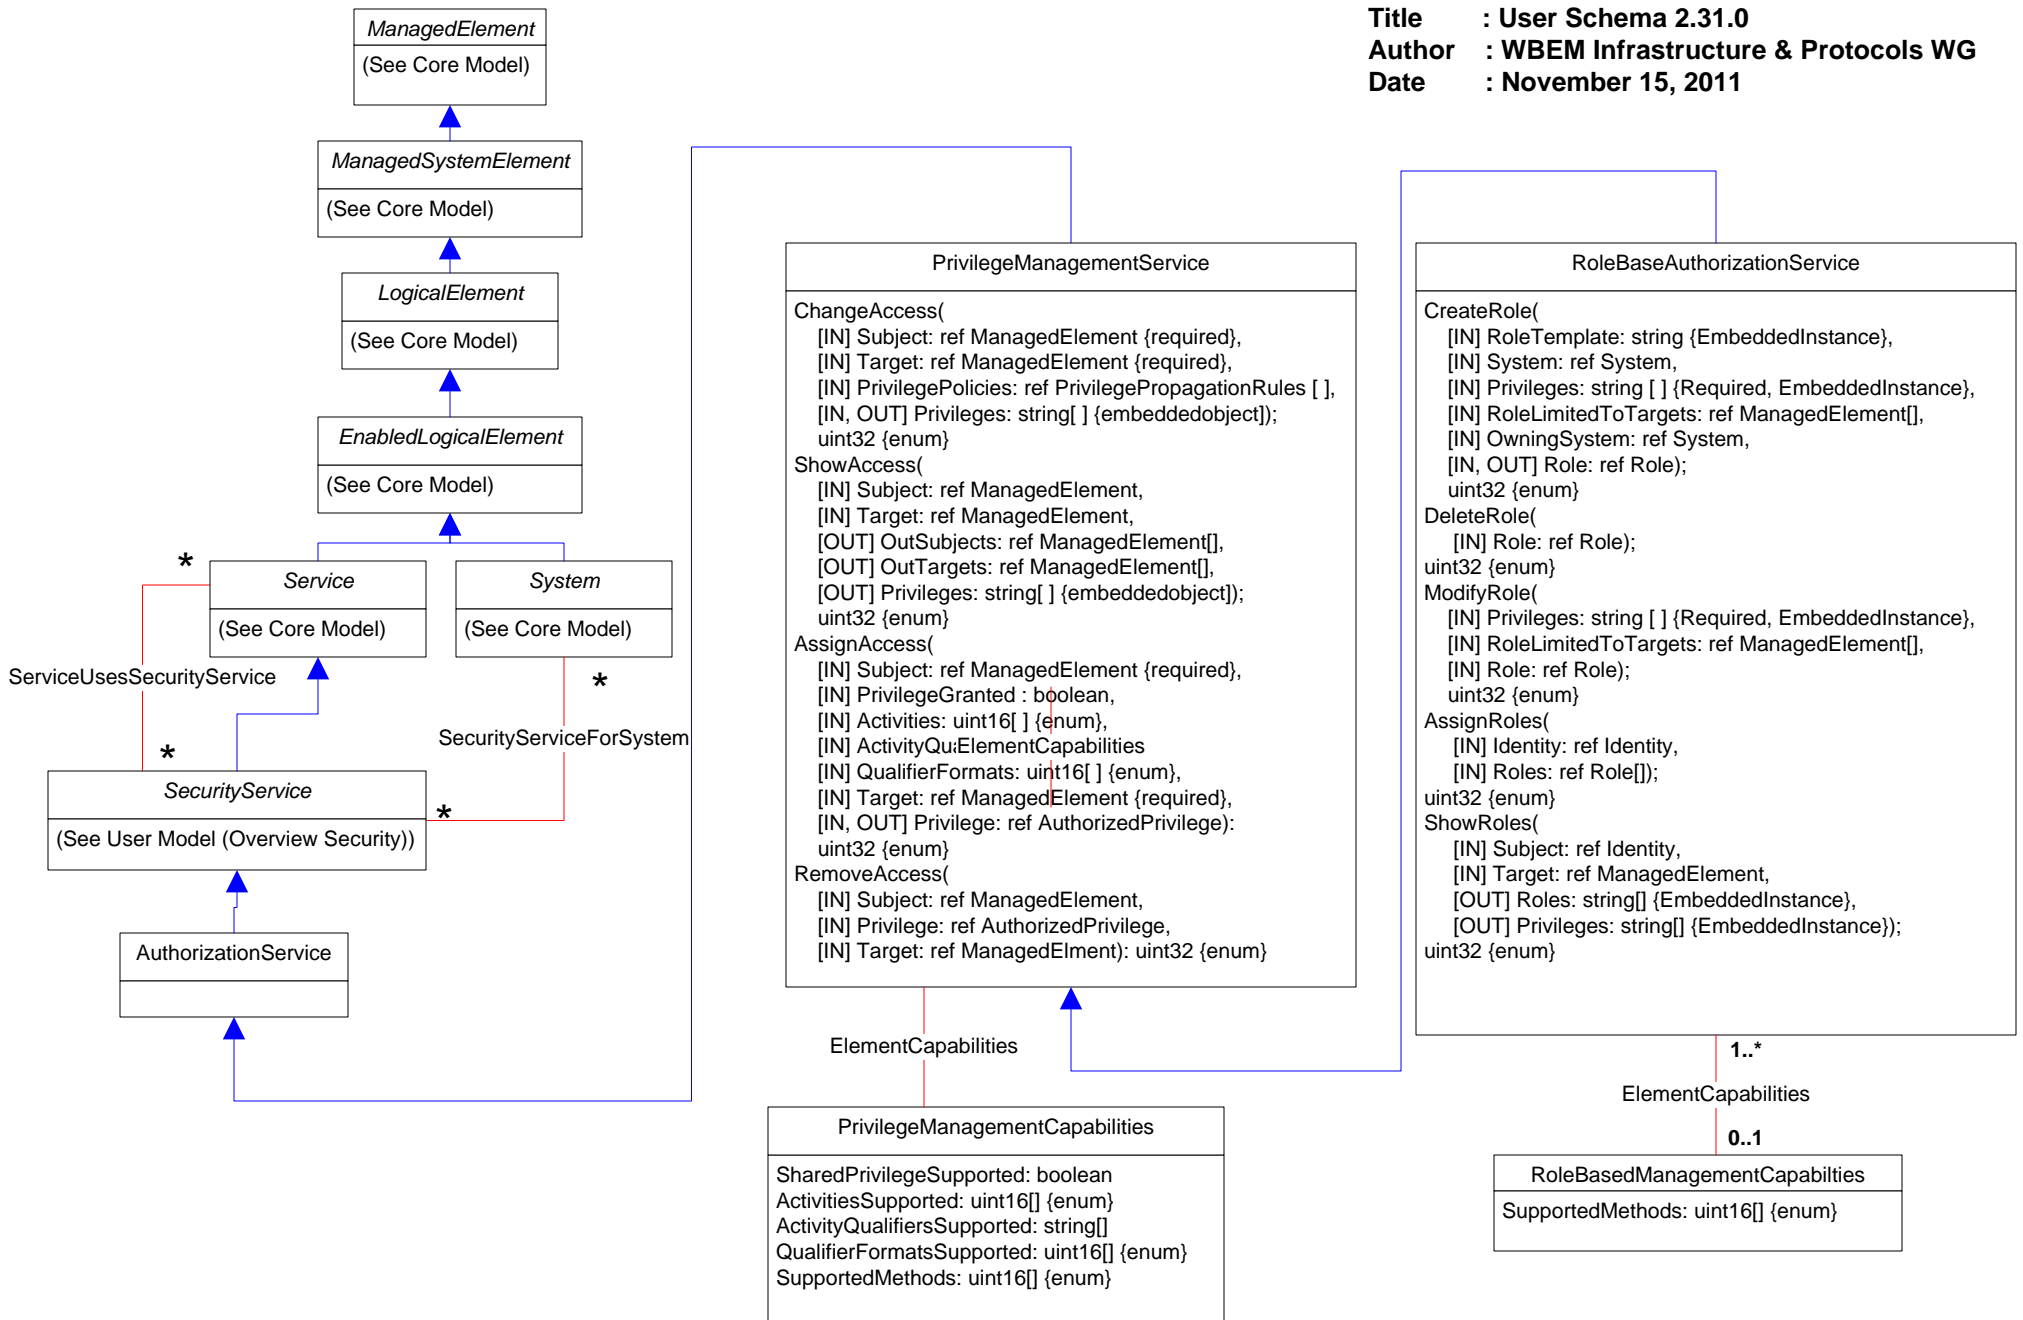 Title : User Schema 2.31.0
Author : WBEM Infrastructure & Protocols WG
Date : November 15, 2011
ManagedElement
(See Core Model)
ManagedSystemElement
(See Core Model)
LogicalElement
(See Core Model)
EnabledLogicalElement
(See Core Model)
*
Service
(See Core Model)
System
(See Core Model)
ServiceUsesSecurityService
*
*
SecurityServiceForSystem
*
SecurityService
(See User Model (Overview Security))
AuthorizationService
PrivilegeManagementService
ChangeAccess(
[IN] Subject: ref ManagedElement {required},
[IN] Target: ref ManagedElement {required},
[IN] PrivilegePolicies: ref PrivilegePropagationRules [ ],
[IN, OUT] Privileges: string[ ] {embeddedobject]);
uint32 {enum}
ShowAccess(
[IN] Subject: ref ManagedElement,
[IN] Target: ref ManagedElement,
[OUT] OutSubjects: ref ManagedElement[],
[OUT] OutTargets: ref ManagedElement[],
[OUT] Privileges: string[ ] {embeddedobject]);
uint32 {enum}
AssignAccess(
[IN] Subject: ref ManagedElement {required},
[IN] PrivilegeGranted : boolean,
[IN] Activities: uint16[ ] {enum},
[IN] ActivityQu
ElementCapabilities
[IN] QualifierFormats: uint16[ ] {enum},
[IN] Target: ref ManagedElement {required},
[IN, OUT] Privilege: ref AuthorizedPrivilege):
uint32 {enum}
RemoveAccess(
[IN] Subject: ref ManagedElement,
[IN] Privilege: ref AuthorizedPrivilege,
[IN] Target: ref ManagedElment): uint32 {enum}
ElementCapabilities
PrivilegeManagementCapabilities
SharedPrivilegeSupported: boolean
ActivitiesSupported: uint16[] {enum}
ActivityQualifiersSupported: string[]
QualifierFormatsSupported: uint16[] {enum}
SupportedMethods: uint16[] {enum}
RoleBaseAuthorizationService
CreateRole(
[IN] RoleTemplate: string {EmbeddedInstance},
[IN] System: ref System,
[IN] Privileges: string [ ] {Required, EmbeddedInstance},
[IN] RoleLimitedToTargets: ref ManagedElement[],
[IN] OwningSystem: ref System,
[IN, OUT] Role: ref Role);
uint32 {enum}
DeleteRole(
[IN] Role: ref Role);
uint32 {enum}
ModifyRole(
[IN] Privileges: string [ ] {Required, EmbeddedInstance},
[IN] RoleLimitedToTargets: ref ManagedElement[],
[IN] Role: ref Role);
uint32 {enum}
AssignRoles(
[IN] Identity: ref Identity,
[IN] Roles: ref Role[]);
uint32 {enum}
ShowRoles(
[IN] Subject: ref Identity,
[IN] Target: ref ManagedElement,
[OUT] Roles: string[] {EmbeddedInstance},
[OUT] Privileges: string[] {EmbeddedInstance});
uint32 {enum}
1..*
ElementCapabilities
0..1
RoleBasedManagementCapabilties
SupportedMethods: uint16[] {enum}